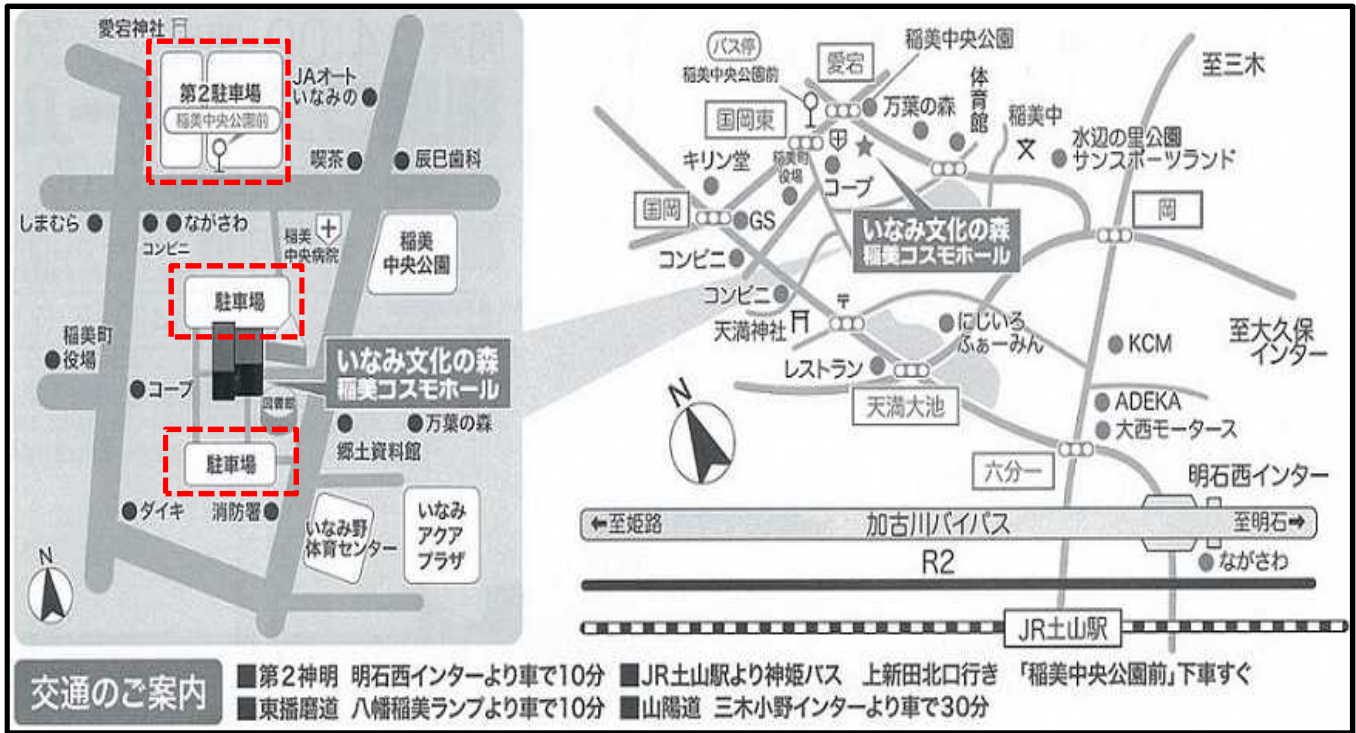 愛宕神社
第2駐車場
稲美中央公園前
JAオート
いなみの
喫茶
辰巳歯科
しまむら
ながさわ
コンビニ
稲美
中央病院
稲美
中央公園
駐車場
稲美町
役場
いなみ文化の森
稲美コスモホール
コープ
図書館
万葉の森
郷土資料館
駐車場
ダイキ
消防署
いなみ野
体育センター
いなみ
アクア
プラザ
N
バス停
稲美中央公園前
稲美中央公園
愛宕
万葉の森
体育館
稲美中
至三木
国岡東
水辺の里公園
サンスポーツランド
キリン堂
稲美町
役場
コープ
国岡
GS
岡
いなみ文化の森
稲美コスモホール
コンビニ
コンビニ
〒
天満神社
にじいろ
ふぁーみん
KCM
至大久保
インター
レストラン
天満大池
ADEKA
大西モータース
N
六分一
明石西インター
←至姫路 加古川バイパス 至明石→
R2
ながさわ
JR土山駅
交通のご案内
■第2神明 明石西インターより車で10分 ■JR土山駅より神姫バス 上新田北口行き 「稲美中央公園前」下車すぐ
■東播磨道 八幡稲美ランプより車で10分 ■山陽道 三木小野インターより車で30分